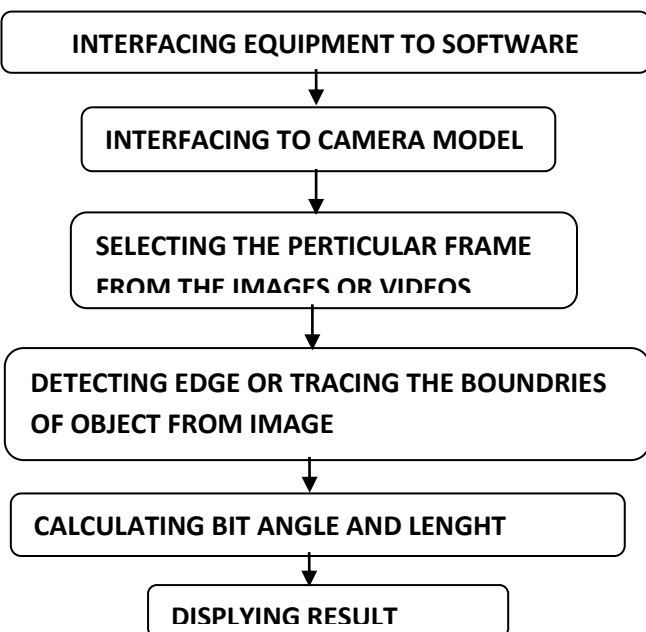 INTERFACING EQUIPMENT TO SOFTWARE
INTERFACING TO CAMERA MODEL
SELECTING THE PERTICULAR FRAME
FROM THE IMAGES OR VIDEOS
DETECTING EDGE OR TRACING THE BOUNDRIES
OF OBJECT FROM IMAGE
CALCULATING BIT ANGLE AND LENGHT
DISPLYING RESULT